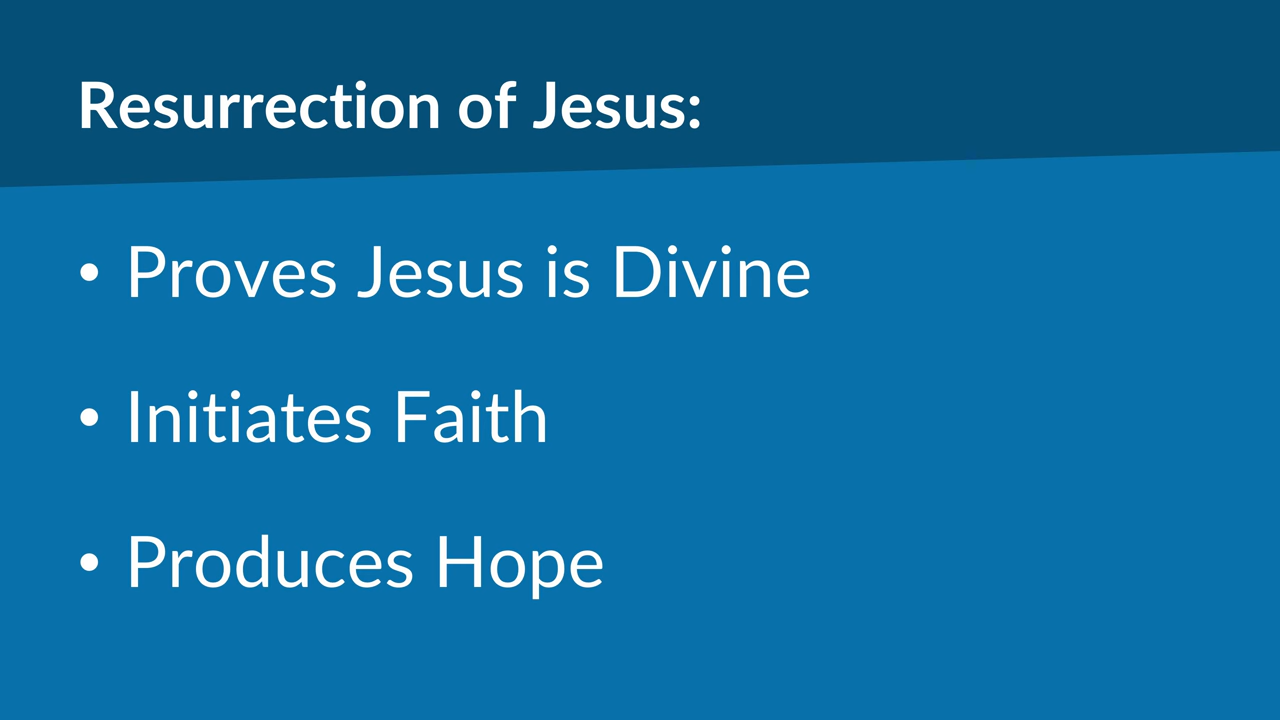 Resurrection of Jesus:
• Proves Jesus is Divine
• Initiates Faith
• Produces Hope